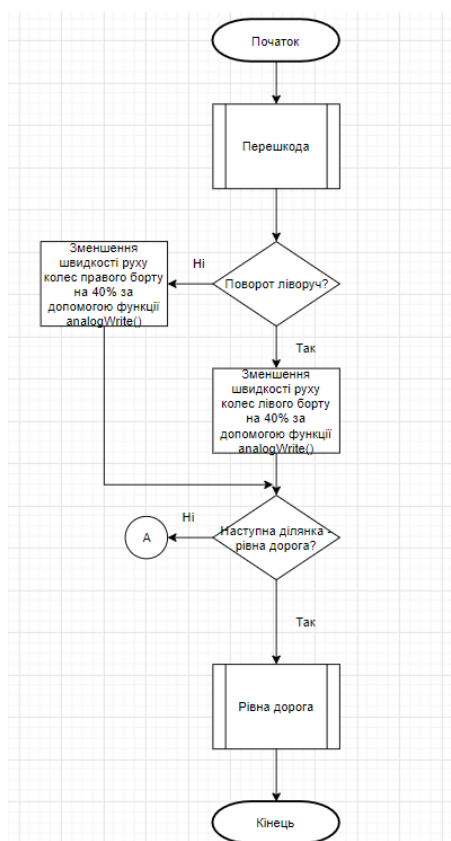 Початок
Перешкода
Зменшення
швидкості руху
колес правого борту
на 40% за
допомогою функції
analogWrite()
Ні
Поворот ліворуч?
Так
Зменшення
швидкості руху
колес лівого борту
на 40% за
допомогою функції
analogWrite()
Ні
А
Наступна ділянка -
рівна дорога?
Так
Рівна дорога
Кінець